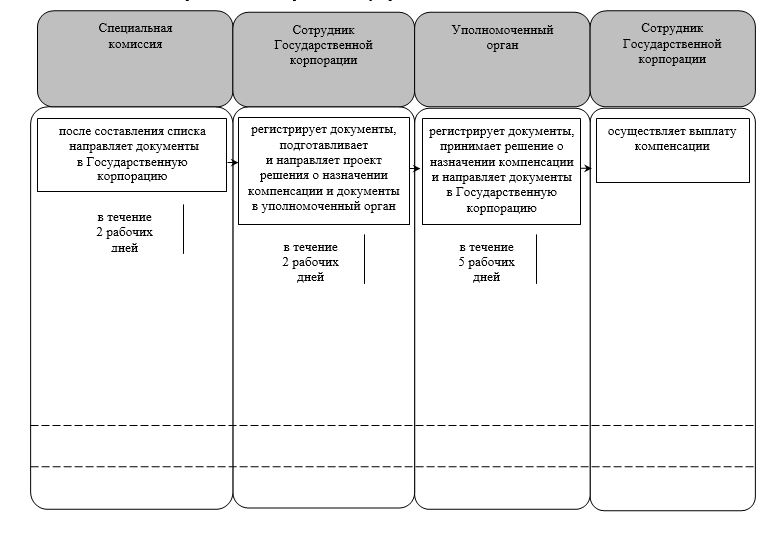 Специальная
комиссия
Сотрудник
Государственной
корпорации
Уполномоченный
орган
Сотрудник
Государственной
корпорации
после составления списка
направляет документы
в Государственную
корпорацию
регистрирует документы,
подготавливает
и направляет проект
решения о назначении
компенсации и документы
в уполномоченный орган
регистрирует документы,
принимает решение о
назначении компенсации
и направляет документы
в Государственную
корпорацию
осуществляет выплату
компенсации
в течение
2 рабочих
дней
в течение
2 рабочих
дней
в течение
5 рабочих
дней